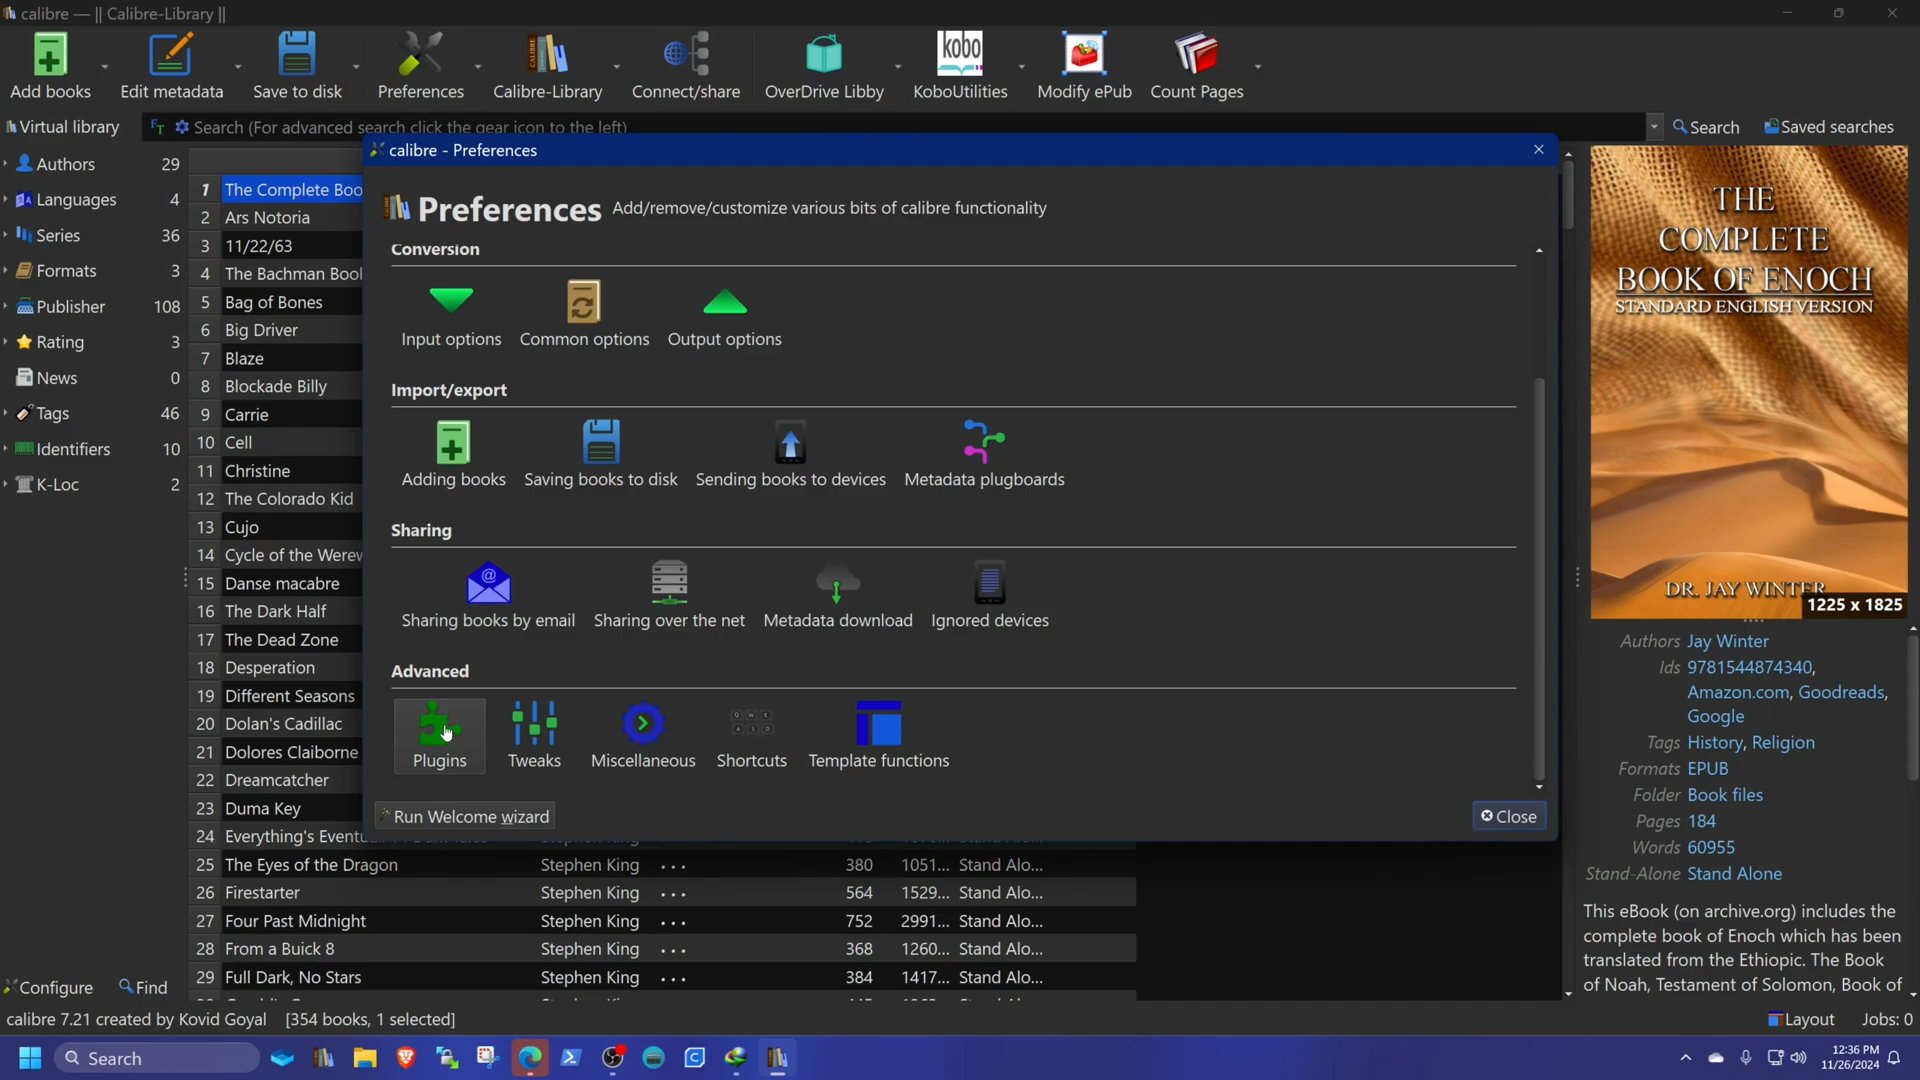 calibre — || Calibre-Library ||
Add books
Edit metadata
Save to disk
Preferences
Calibre-Library
Connect/share
OverDrive Libby
kobo
KoboUtilities
Modify ePub
Count Pages
Virtual library
Search (For advanced search click the gear icon to the left)
Search
Saved searches
Authors 29
Languages 4
Series 36
Formats 3
Publisher 108
Rating 3
News 0
Tags 46
Identifiers 10
K-Loc 2
Configure
Find
1 The Complete Boo
2 Ars Notoria
3 11/22/63
4 The Bachman Bool
5 Bag of Bones
6 Big Driver
7 Blaze
8 Blockade Billy
9 Carrie
10 Cell
11 Christine
12 The Colorado Kid
13 Cujo
14 Cycle of the Werew
15 Danse macabre
16 The Dark Half
17 The Dead Zone
18 Desperation
19 Different Seasons
20 Dolan's Cadillac
21 Dolores Claiborne
22 Dreamcatcher
23 Duma Key
24 Everything's Eventu
25 The Eyes of the Dragon Stephen King ... 380 1051... Stand Alo...
26 Firestarter Stephen King ... 564 1529... Stand Alo...
27 Four Past Midnight Stephen King ... 752 2991... Stand Alo...
28 From a Buick 8 Stephen King ... 368 1260... Stand Alo...
29 Full Dark, No Stars Stephen King ... 384 1417... Stand Alo...
calibre - Preferences
Preferences Add/remove/customize various bits of calibre functionality
Conversion
Input options
Common options
Output options
Import/export
Adding books
Saving books to disk
Sending books to devices
Metadata plugboards
Sharing
Sharing books by email
Sharing over the net
Metadata download
Ignored devices
Advanced
Plugins
Tweaks
Miscellaneous
Shortcuts
Template functions
Run Welcome wizard
Close
THE
COMPLETE
BOOK OF ENOCH
STANDARD ENGLISH VERSION
DR. JAY WINTER
1225 x 1825
Authors Jay Winter
Ids 9781544874340,
Amazon.com, Goodreads,
Google
Tags History, Religion
Formats EPUB
Folder Book files
Pages 184
Words 60955
Stand-Alone Stand Alone
This eBook (on archive.org) includes the
complete book of Enoch which has been
translated from the Ethiopic. The Book
of Noah, Testament of Solomon, Book of
calibre 7.21 created by Kovid Goyal [354 books, 1 selected]
Layout
Jobs: 0
Search
12:36 PM
11/26/2024